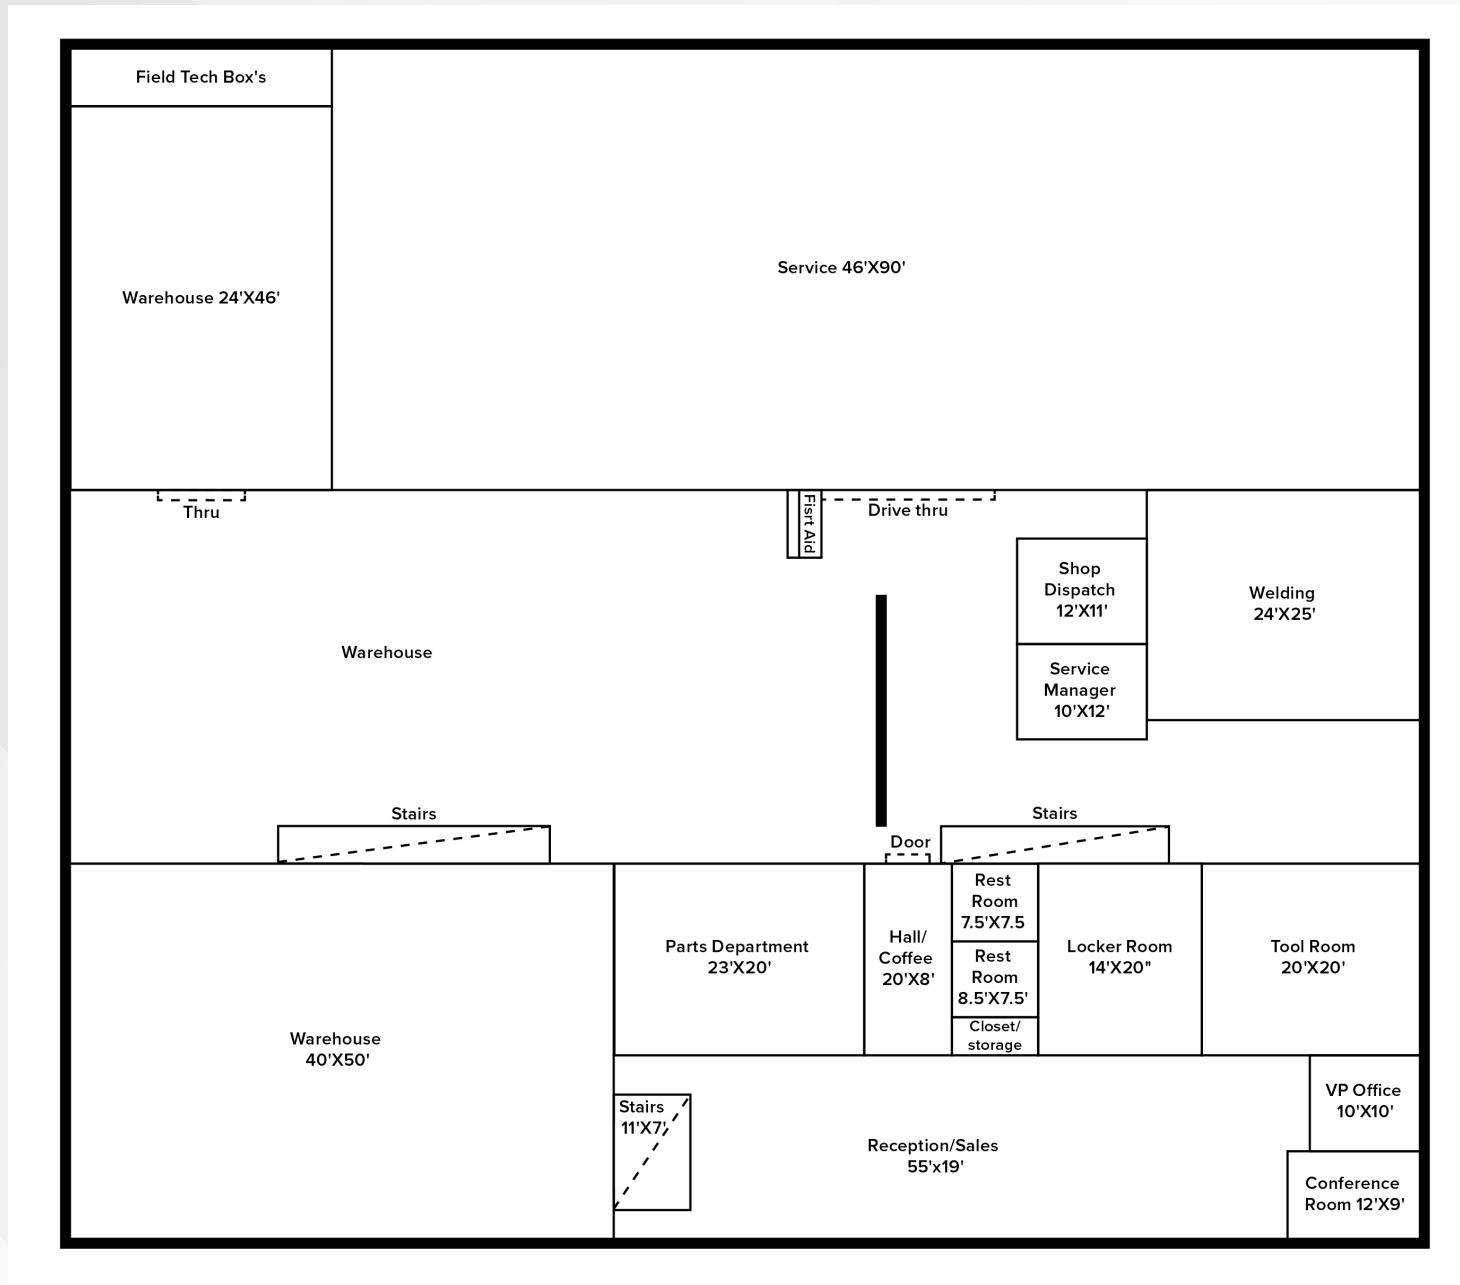 Field Tech Box's
Service 46'X90'
Warehouse 24'X46'
Thru
Fisrt Aid
Drive thru
Shop
Dispatch
12'X11'
Welding
24'X25'
Warehouse
Service
Manager
10'X12'
Stairs
Stairs
Door
Rest
Room
7.5'X7.5
Parts Department
23'X20'
Hall/
Coffee
20'X8'
Rest
Room
8.5'X7.5'
Locker Room
14'X20"
Tool Room
20'X20'
Closet/
storage
Warehouse
40'X50'
Stairs
11'X7'
Reception/Sales
55'x19'
VP Office
10'X10'
Conference
Room 12'X9'